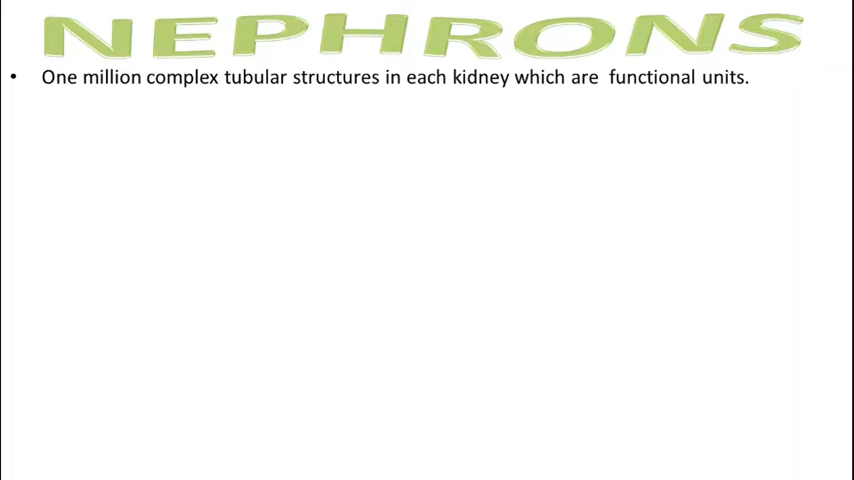 NEPHRONS
• One million complex tubular structures in each kidney which are  functional units.